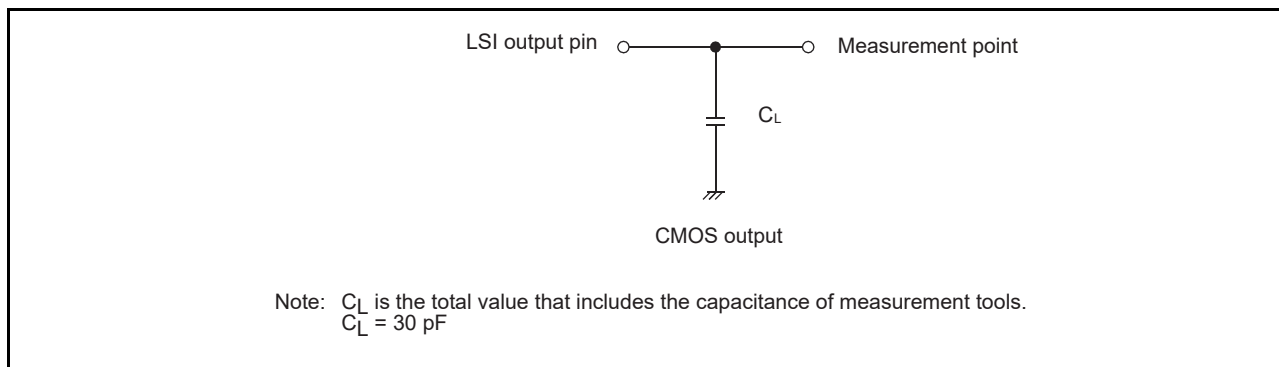 LSI output pin
Measurement point
CL
CMOS output
Note: CL is the total value that includes the capacitance of measurement tools.
CL = 30 pF